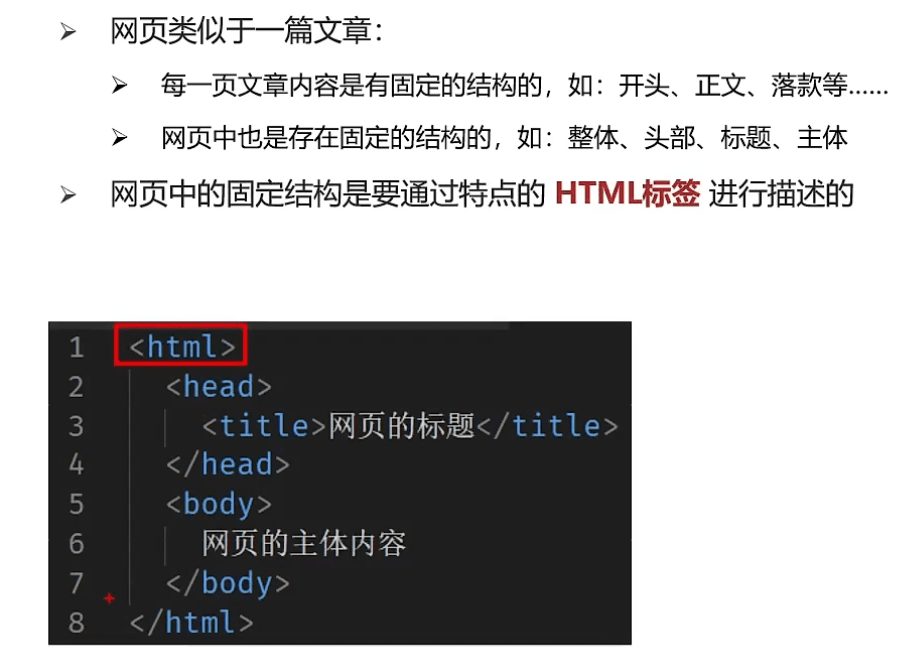 网页类似于一篇文章：
每一页文章内容是有固定的结构的，如：开头、正文、落款等……
网页中也是存在固定的结构的，如：整体、头部、标题、主体
网页中的固定结构是要通过特点的 HTML标签 进行描述的
1 <html>
2 <head>
3 <title>网页的标题</title>
4 </head>
5 <body>
6 网页的主体内容
7 </body>
8 </html>